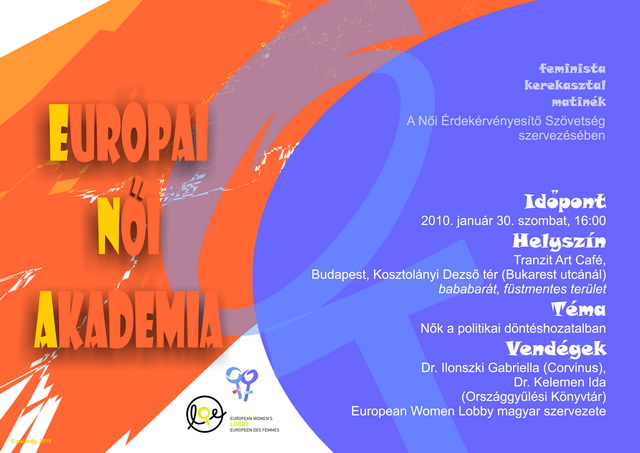 EURÓPAI
NŐI
AKADÉMIA
feminista
kerekasztal
matinék
A Női Érdekérvényesítő Szövetség
szervezésében
Időpont
2010. január 30. szombat, 16:00
Helyszín
Tranzit Art Café,
Budapest, Kosztolányi Dezső tér (Bukarest utcánál)
bababarát, füstmentes terület
Téma
Nők a politikai döntéshozatalban
Vendégek
Dr. Ilonszki Gabriella (Corvinus),
Dr. Kelemen Ida
(Országgyűlési Könyvtár)
European Women Lobby magyar szervezete
EUROPEAN WOMEN'S
LOBBY
EUROPEEN DES FEMMES